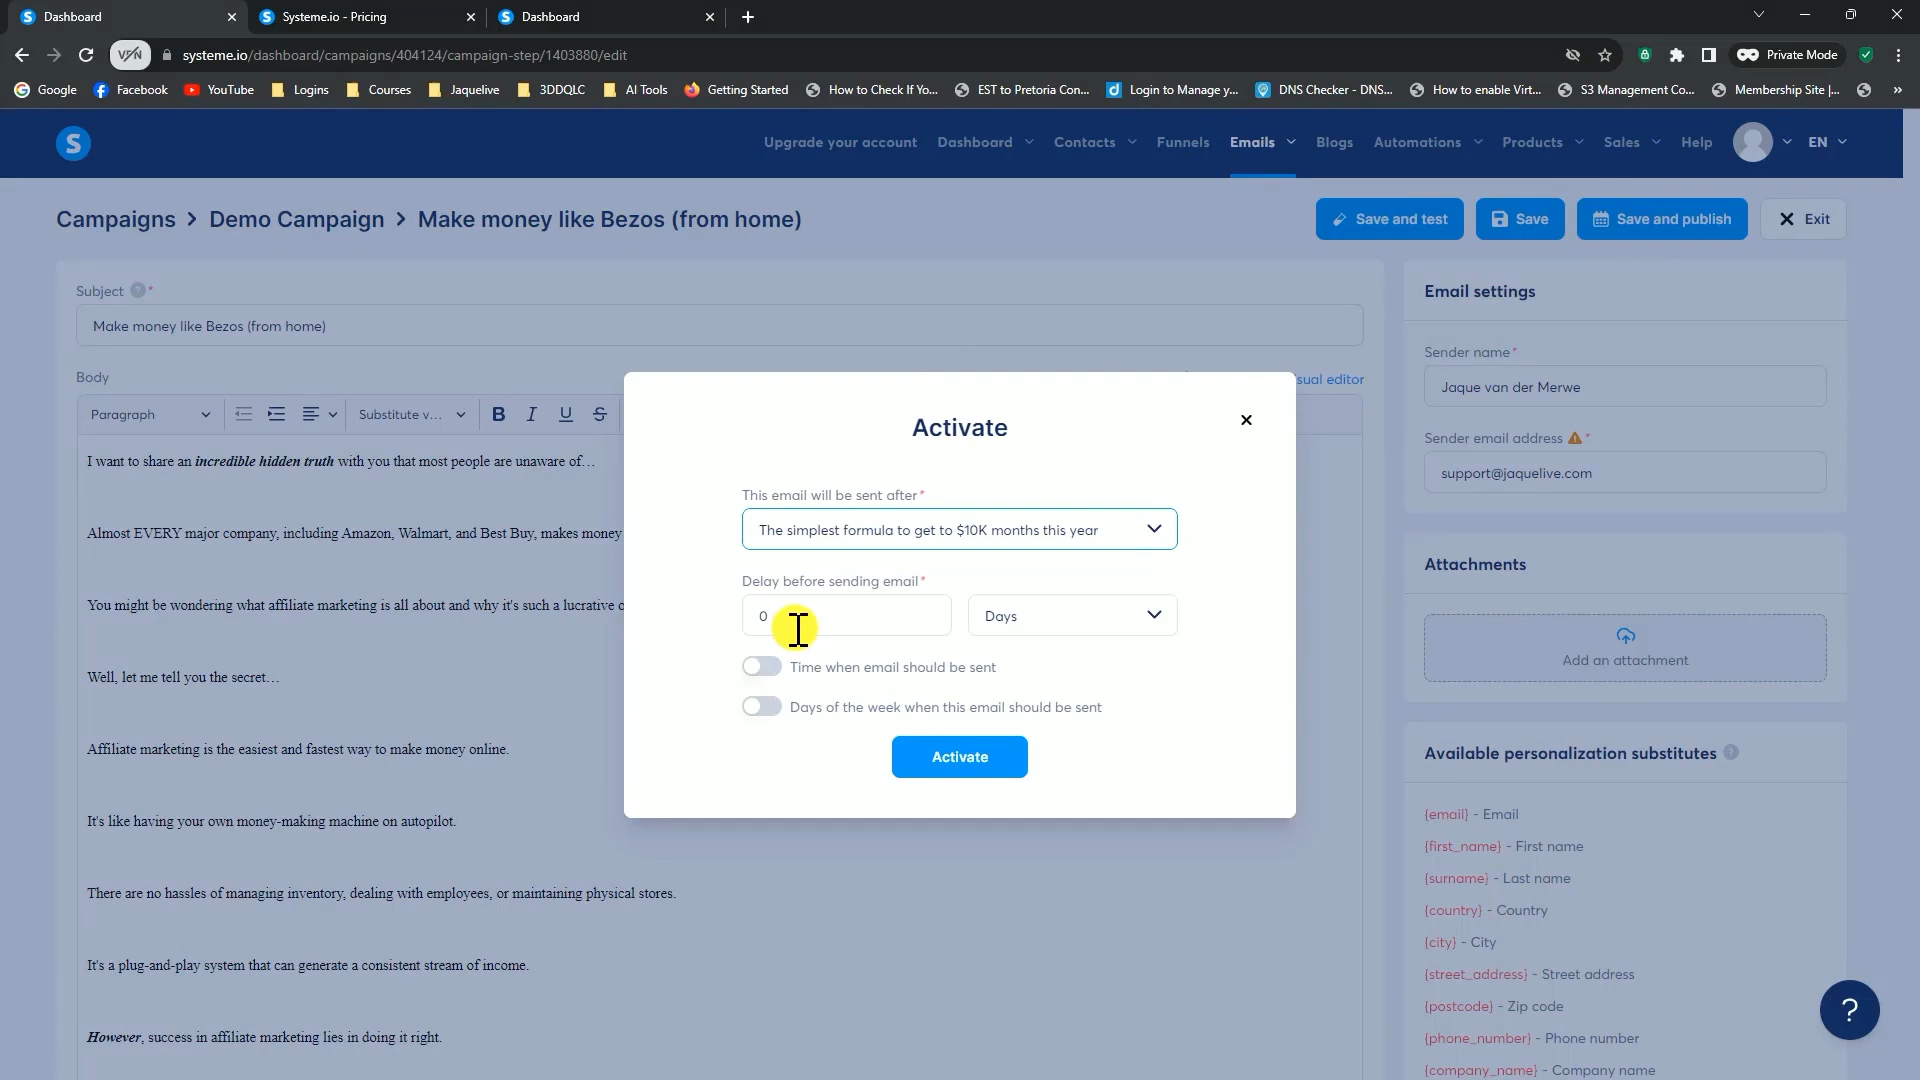 Dashboard
Systeme.io - Pricing
Dashboard
VPN
systeme.io/dashboard/campaigns/404124/campaign-step/1403880/edit
Private Mode
Google
Facebook
YouTube
Logins
Courses
Jaquelive
3DDQLC
AI Tools
Getting Started
How to Check If Yo...
EST to Pretoria Con...
Login to Manage y...
DNS Checker - DNS...
How to enable Virt...
S3 Management Co...
Membership Site |...
»
S
Upgrade your account
Dashboard
Contacts
Funnels
Emails
Blogs
Automations
Products
Sales
Help
EN
Campaigns > Demo Campaign > Make money like Bezos (from home)
Save and test
Save
Save and publish
Exit
Subject ? *
Make money like Bezos (from home)
Body
sual editor
Paragraph
Substitute v...
B I U S
I want to share an incredible hidden truth with you that most people are unaware of…
Almost EVERY major company, including Amazon, Walmart, and Best Buy, makes money
You might be wondering what affiliate marketing is all about and why it's such a lucrative
Well, let me tell you the secret…
Affiliate marketing is the easiest and fastest way to make money online.
It's like having your own money-making machine on autopilot.
There are no hassles of managing inventory, dealing with employees, or maintaining physical stores.
It's a plug-and-play system that can generate a consistent stream of income.
However, success in affiliate marketing lies in doing it right.
Activate
This email will be sent after*
The simplest formula to get to $10K months this year
Delay before sending email*
0
Days
Time when email should be sent
Days of the week when this email should be sent
Activate
Email settings
Sender name*
Jaque van der Merwe
Sender email address *
support@jaquelive.com
Attachments
Add an attachment
Available personalization substitutes ?
{email} - Email
{first_name} - First name
{surname} - Last name
{country} - Country
{city} - City
{street_address} - Street address
{postcode} - Zip code
{phone_number} - Phone number
{company_name} - Company name
?